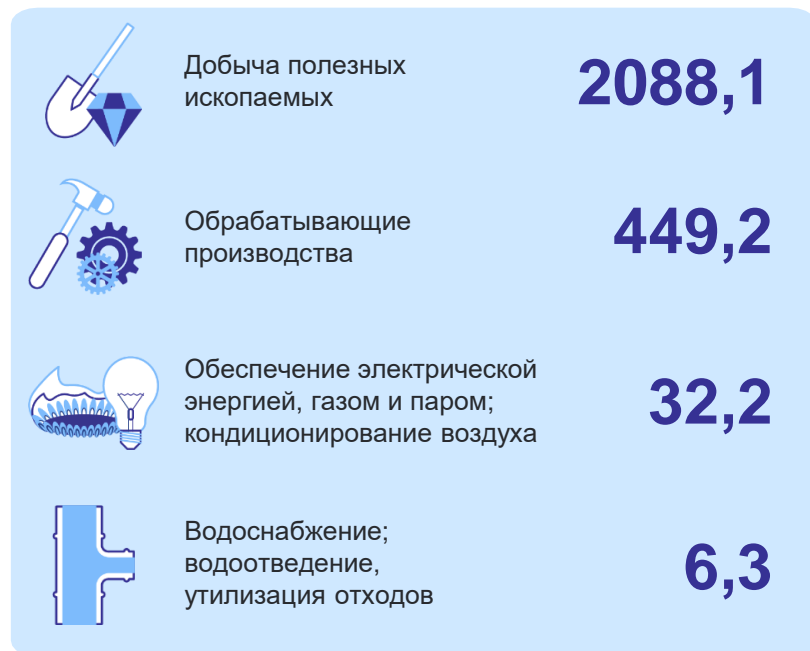 Добыча полезных
ископаемых
2088,1
Обрабатывающие
производства
449,2
Обеспечение электрической
энергией, газом и паром;
кондиционирование воздуха
32,2
Водоснабжение;
водоотведение,
утилизация отходов
6,3